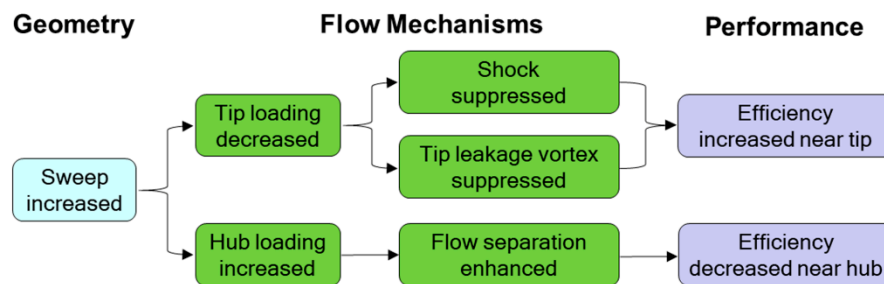 Geometry
Flow Mechanisms
Performance
Sweep
increased
Tip loading
decreased
Shock
suppressed
Tip leakage vortex
suppressed
Efficiency
increased near tip
Hub loading
increased
Flow separation
enhanced
Efficiency
decreased near hub